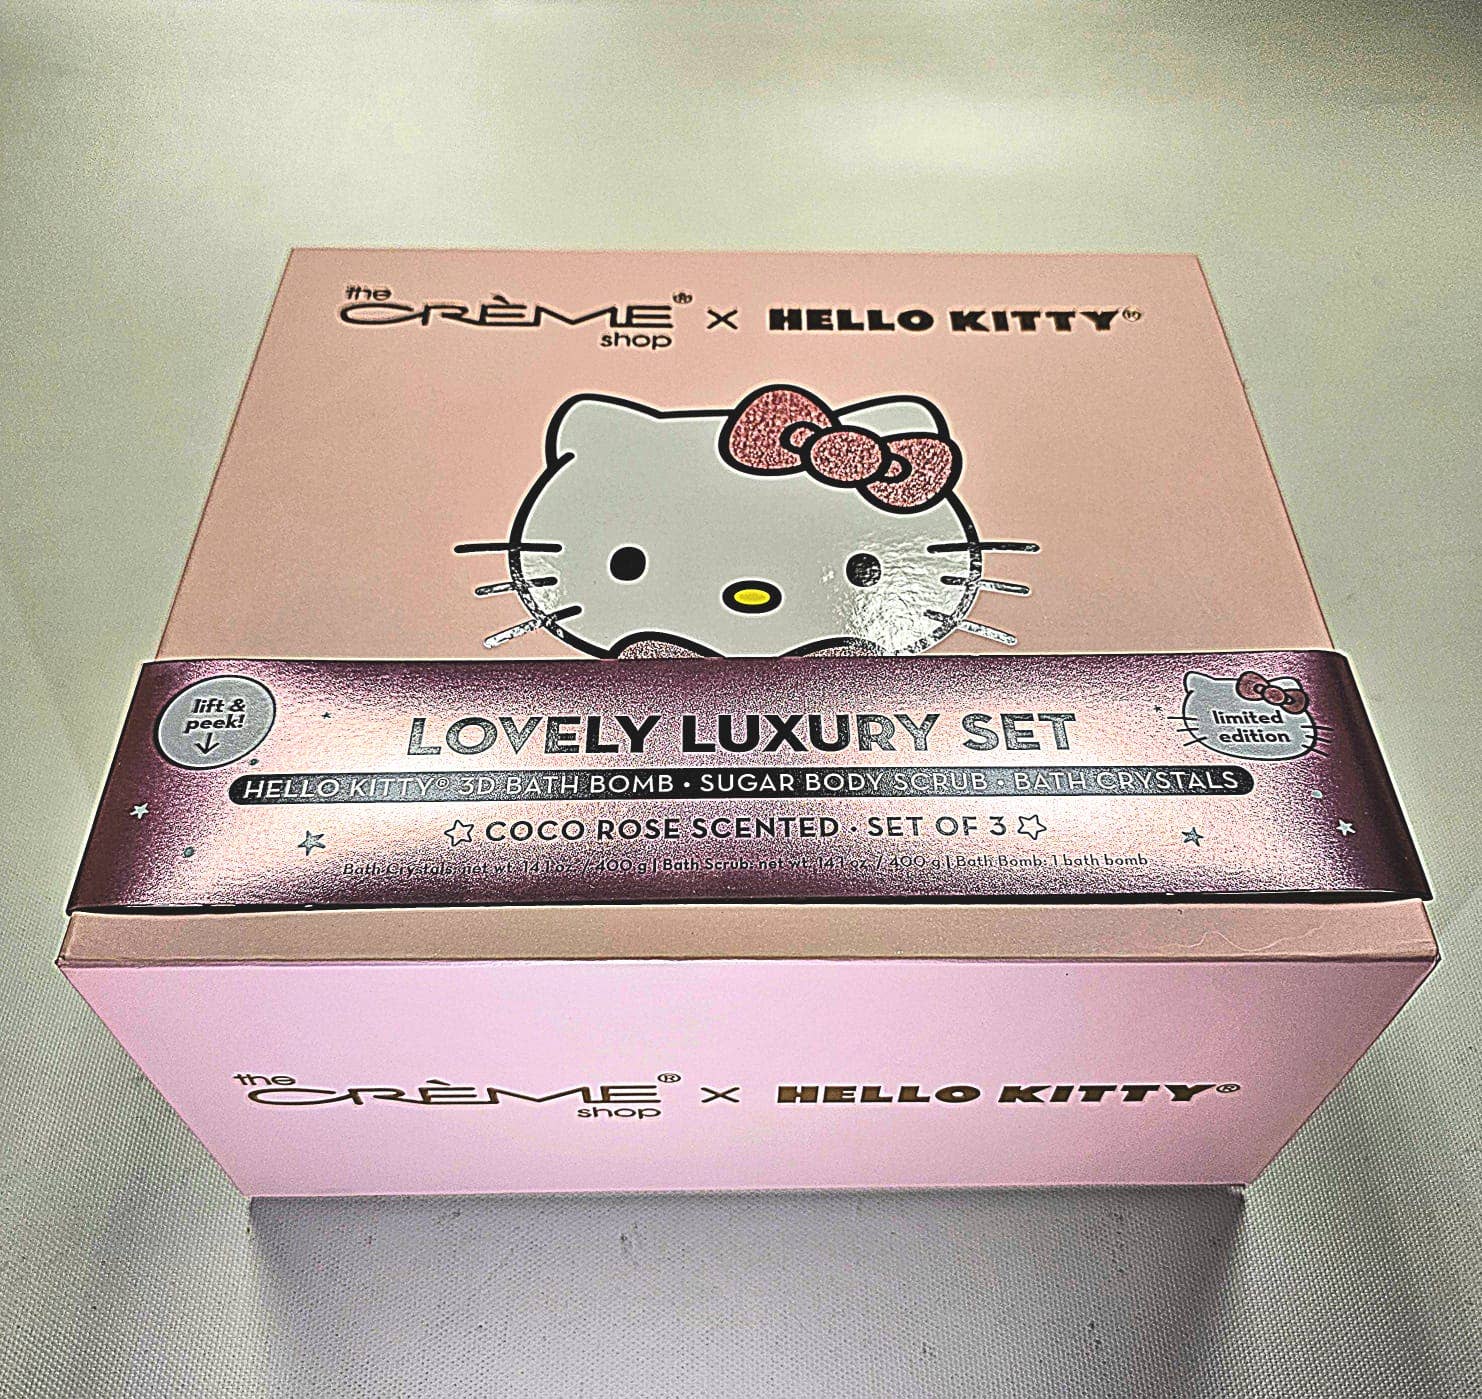 the
CRÈME® x HELLO KITTY®
shop
lift &
peek!
LOVELY LUXURY SET
limited
edition
HELLO KITTY® 3D BATH BOMB • SUGAR BODY SCRUB • BATH CRYSTALS
COCO ROSE SCENTED • SET OF 3
Bath Crystals: net wt. 14.1 oz / 400 g | Bath Scrub: net wt. 14.1 oz / 400 g | Bath Bomb: 1 bath bomb
the
CRÈME® x HELLO KITTY®
shop